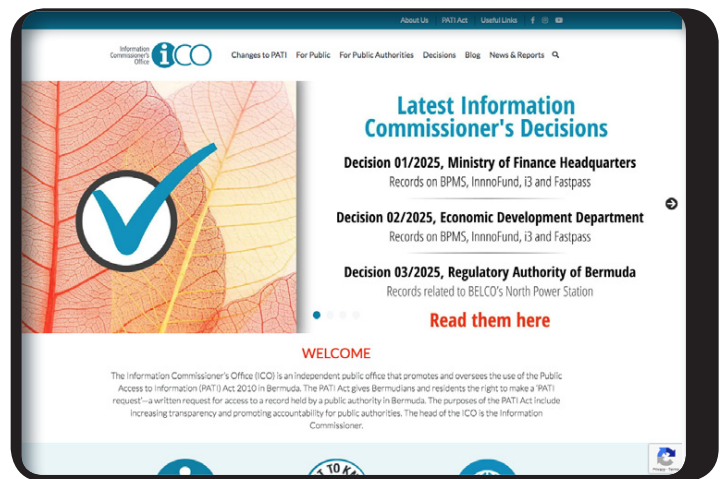 About Us PATI Act Useful Links
Information
Commissioner's
Office
iCO
Changes to PATI For Public For Public Authorities Decisions Blog News & Reports
Latest Information
Commissioner's Decisions
Decision 01/2025, Ministry of Finance Headquarters
Records on BPMS, InnnoFund, i3 and Fastpass
Decision 02/2025, Economic Development Department
Records on BPMS, InnnoFund, i3 and Fastpass
Decision 03/2025, Regulatory Authority of Bermuda
Records related to BELCO's North Power Station
Read them here
WELCOME
The Information Commissioner's Office (ICO) is an independent public office that promotes and oversees the use of the Public
Access to Information (PATI) Act 2010 in Bermuda. The PATI Act gives Bermudians and residents the right to make a 'PATI
request'--a written request for access to a record held by a public authority in Bermuda. The purposes of the PATI Act include
increasing transparency and promoting accountability for public authorities. The head of the ICO is the Information
Commissioner.
T TO KN
Privacy - Terms